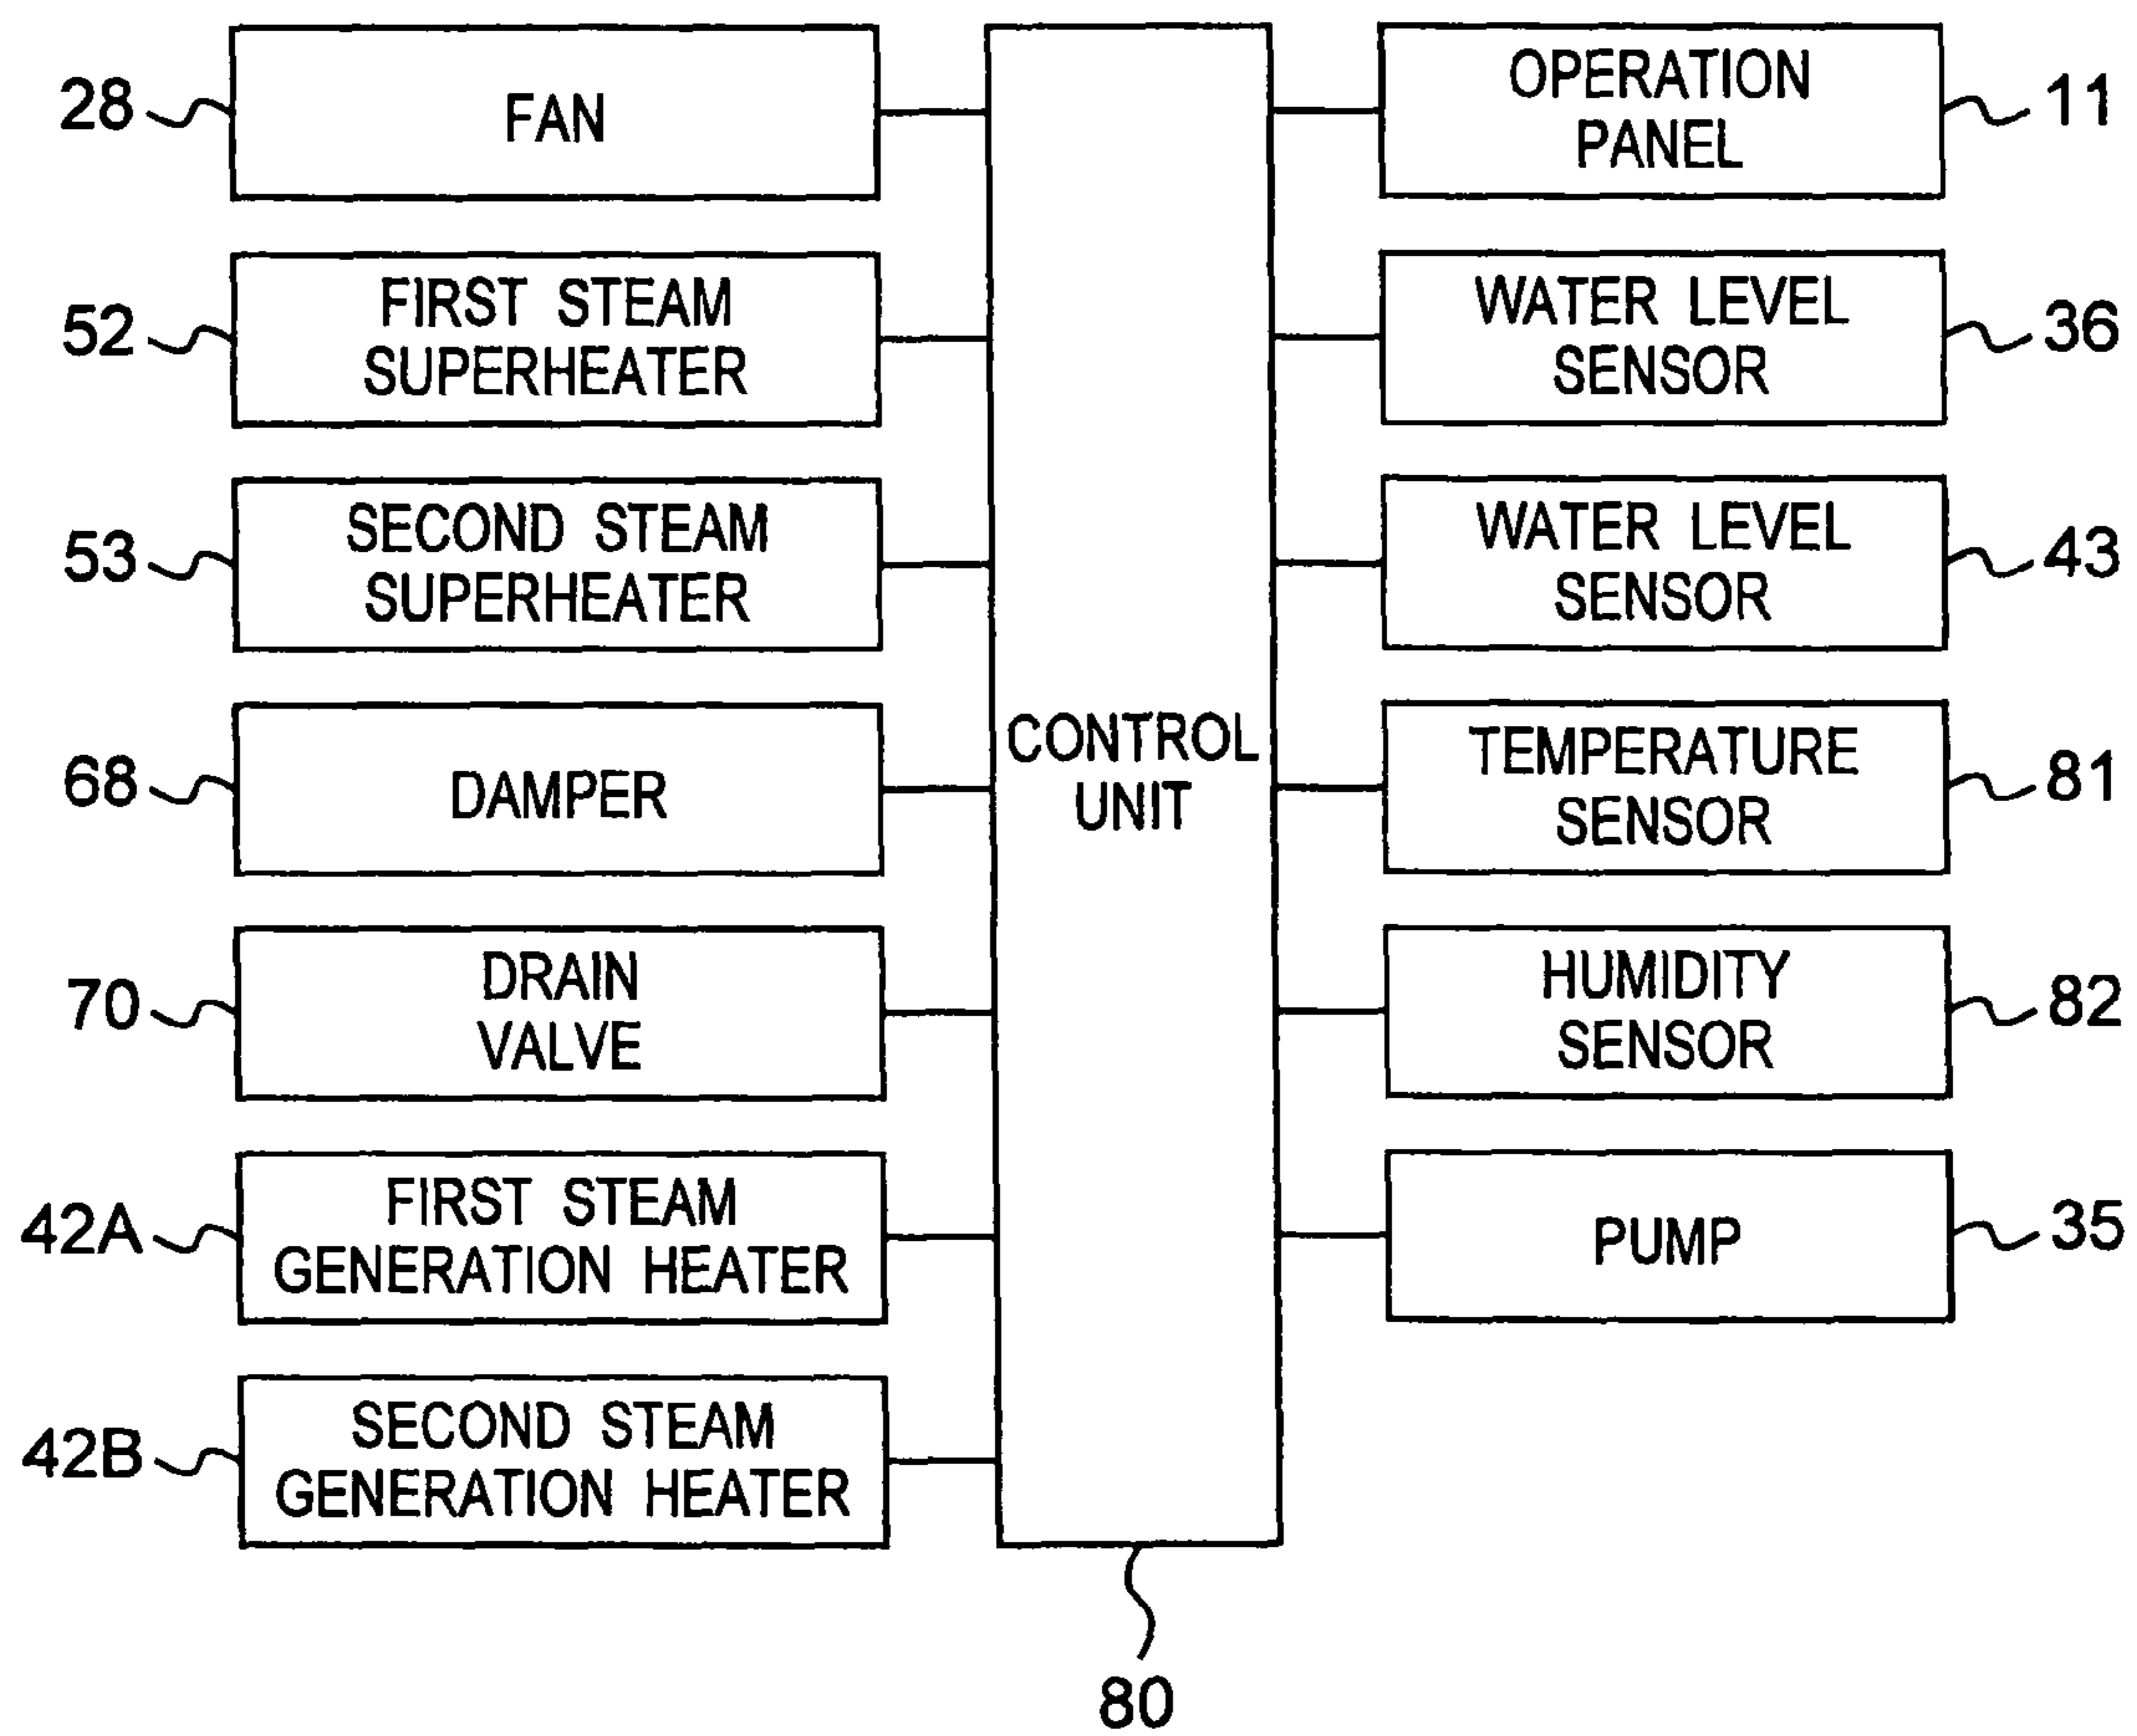 28
FAN
52
FIRST STEAM
SUPERHEATER
53
SECOND STEAM
SUPERHEATER
68
DAMPER
70
DRAIN
VALVE
42A
FIRST STEAM
GENERATION HEATER
42B
SECOND STEAM
GENERATION HEATER
CONTROL
UNIT
80
OPERATION
PANEL
11
WATER LEVEL
SENSOR
36
WATER LEVEL
SENSOR
43
TEMPERATURE
SENSOR
81
HUMIDITY
SENSOR
82
PUMP
35